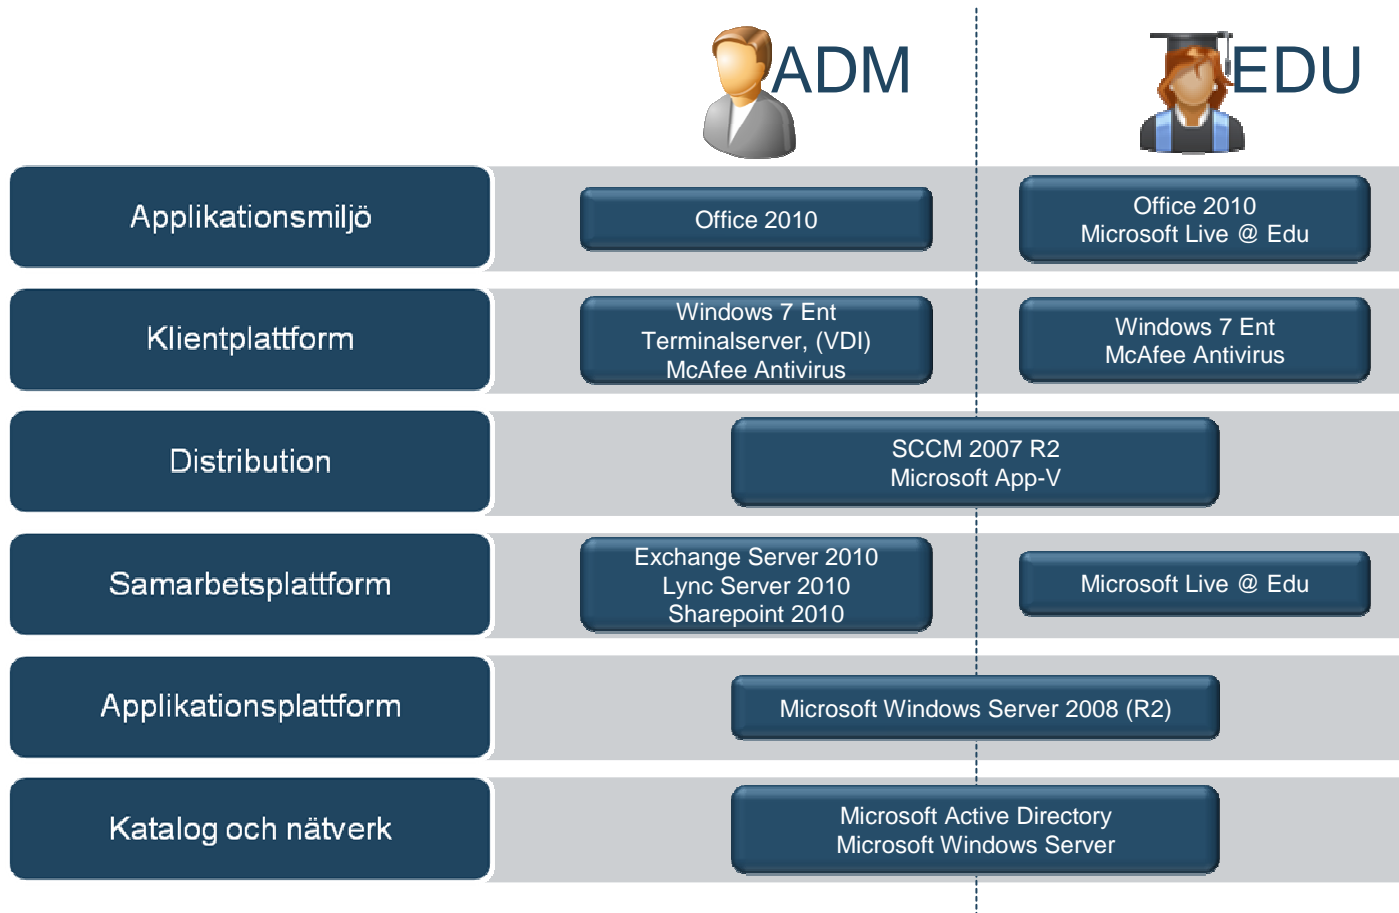 ADM
EDU
Applikationsmiljö
Office 2010
Office 2010
Microsoft Live @ Edu
Klientplattform
Windows 7 Ent
Terminalserver, (VDI)
McAfee Antivirus
Windows 7 Ent
McAfee Antivirus
Distribution
SCCM 2007 R2
Microsoft App-V
Samarbetsplattform
Exchange Server 2010
Lync Server 2010
Sharepoint 2010
Microsoft Live @ Edu
Applikationsplattform
Microsoft Windows Server 2008 (R2)
Katalog och nätverk
Microsoft Active Directory
Microsoft Windows Server